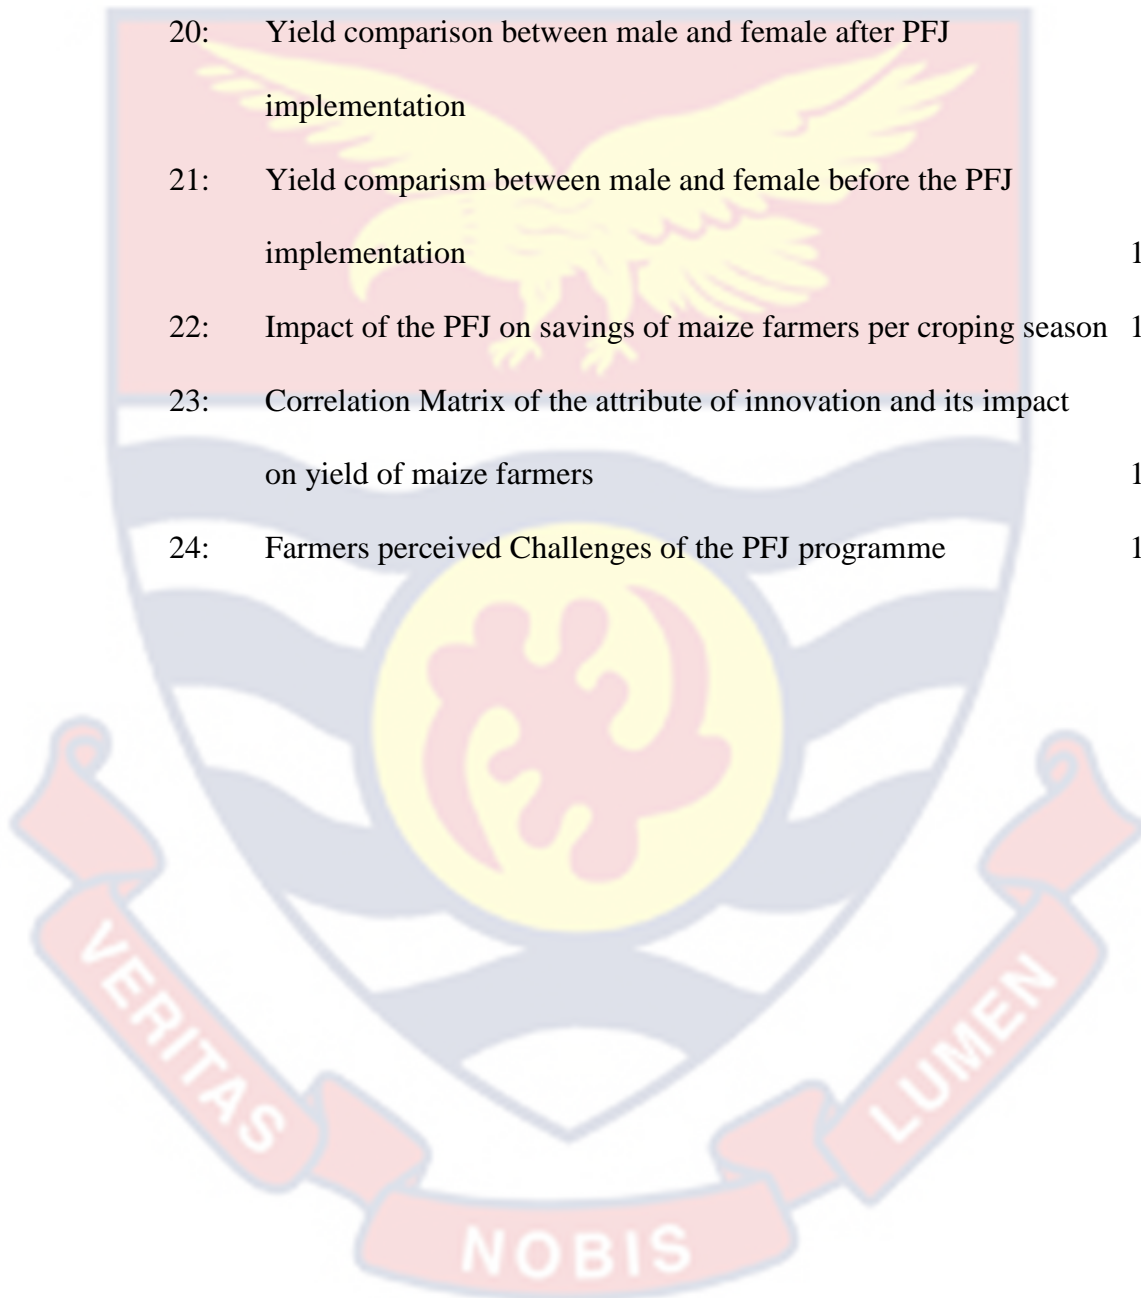 20: Yield comparison between male and female after PFJ
implementation
21: Yield comparism between male and female before the PFJ
implementation 1
22: Impact of the PFJ on savings of maize farmers per croping season 1
23: Correlation Matrix of the attribute of innovation and its impact
on yield of maize farmers 1
24: Farmers perceived Challenges of the PFJ programme 1
VERITAS
NOBIS
LUMEN